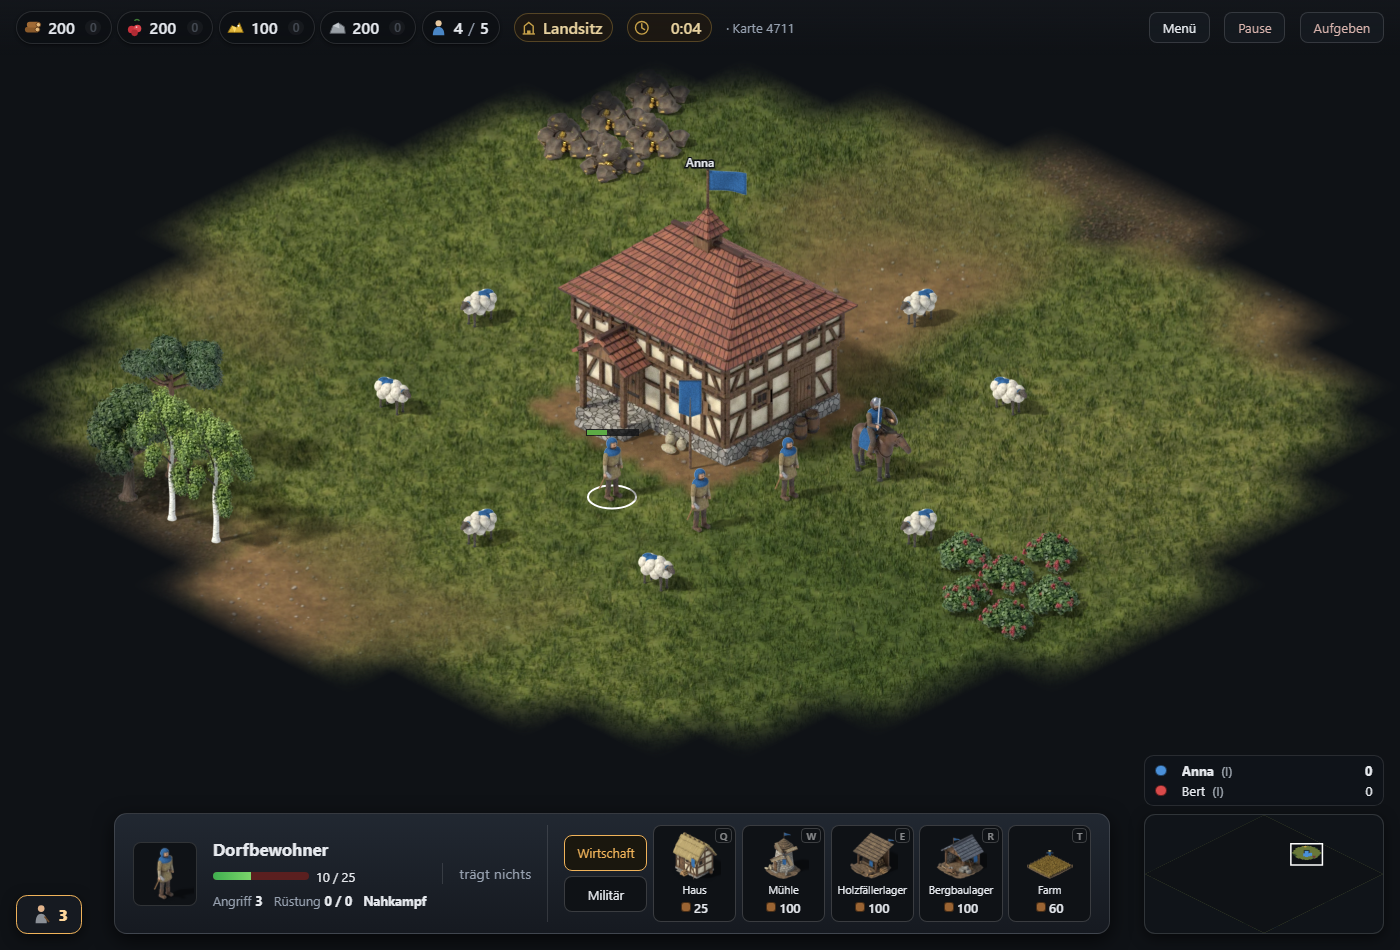 200 0 200 0 100 0 200 0 4 / 5 Landsitz 0:04 · Karte 4711 Menü Pause Aufgeben
Anna
Anna (I) 0
Bert (I) 0
Dorfbewohner
10 / 25
Angriff 3 Rüstung 0 / 0 Nahkampf
trägt nichts
Wirtschaft
Militär
Q
Haus
25
W
Mühle
100
E
Holzfällerlager
100
R
Bergbaulager
100
T
Farm
60
3